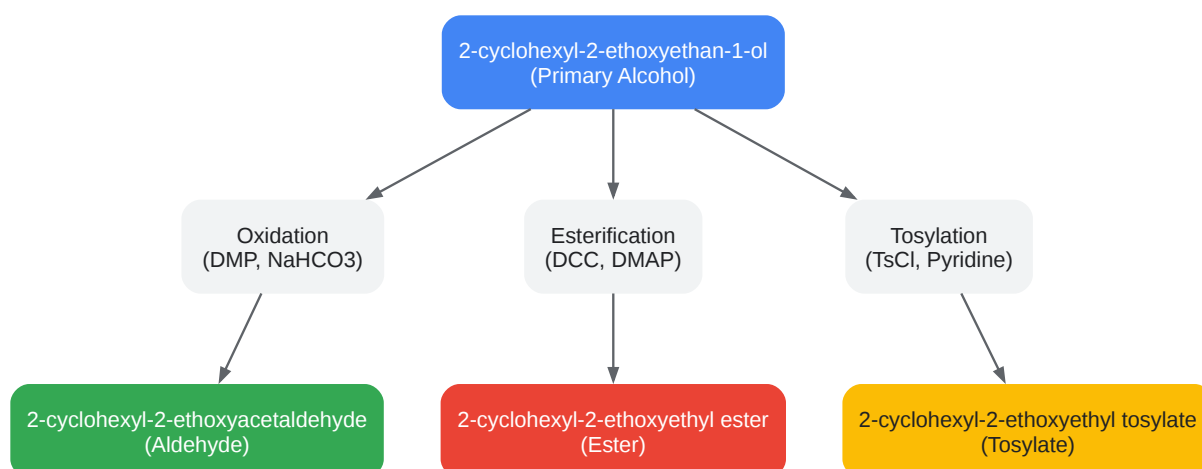 2-cyclohexyl-2-ethoxyethan-1-ol
(Primary Alcohol)
Oxidation
(DMP, NaHCO3)
Esterification
(DCC, DMAP)
Tosylation
(TsCl, Pyridine)
2-cyclohexyl-2-ethoxyacetaldehyde
(Aldehyde)
2-cyclohexyl-2-ethoxyethyl ester
(Ester)
2-cyclohexyl-2-ethoxyethyl tosylate
(Tosylate)